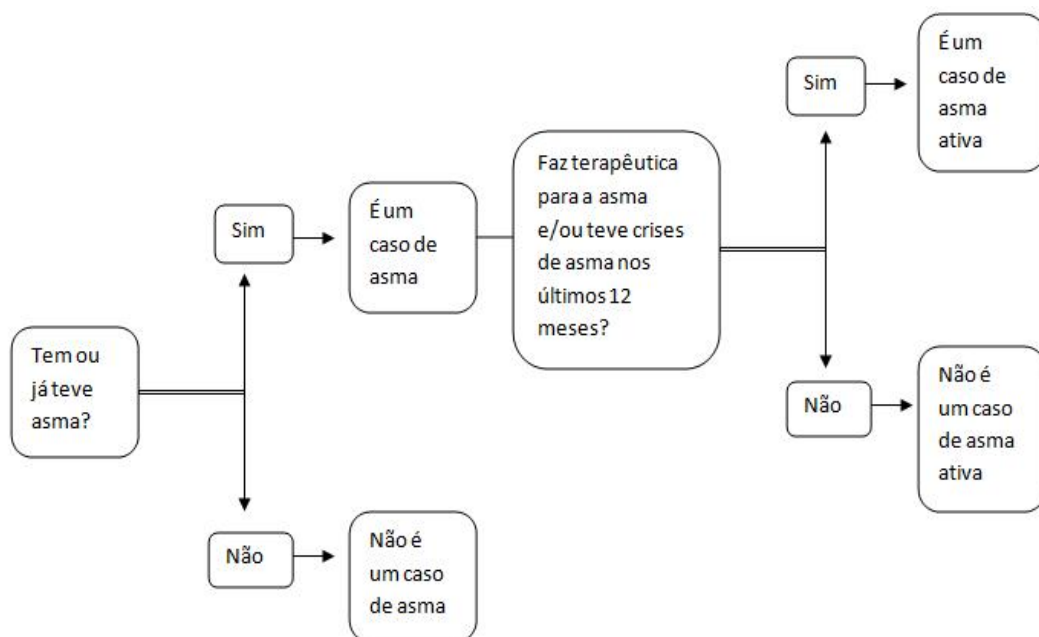 Tem ou
já teve
asma?
Sim
É um
caso de
asma
Faz terapêutica
para a asma
e/ou teve crises
de asma nos
últimos 12
meses?
Sim
É um
caso de
asma
ativa
Não
Não é
um caso
de asma
ativa
Não
Não é
um caso
de asma